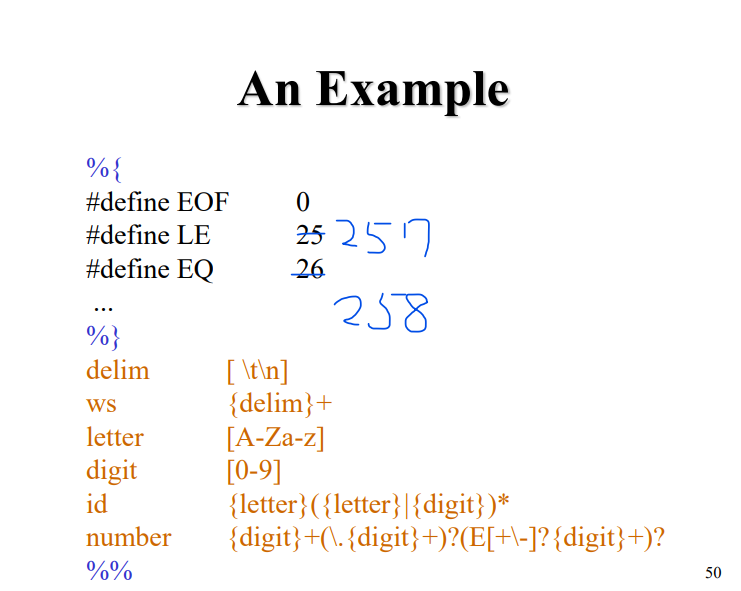 An Example
%{
#define EOF 0
#define LE 25 257
#define EQ 26
258
...
%}
delim [ \t\n]
ws {delim}+
letter [A-Za-z]
digit [0-9]
id {letter}({letter}|{digit})*
number {digit}+(\.{digit}+)?(E[+\-]?{digit}+)?
%%
50